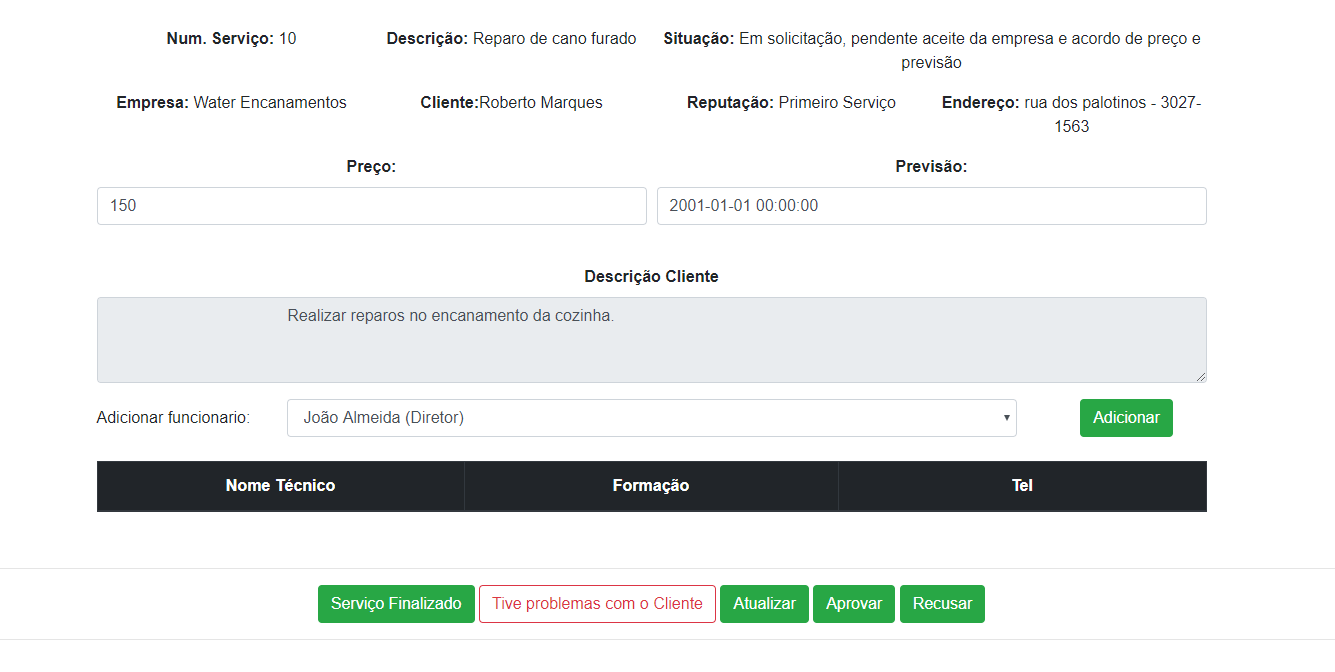 Num. Serviço: 10 Descrição: Reparo de cano furado Situação: Em solicitação, pendente aceite da empresa e acordo de preço e
previsão
Empresa: Water Encanamentos Cliente:Roberto Marques Reputação: Primeiro Serviço Endereço: rua dos palotinos - 3027-
1563
Preço: Previsão:
150 2001-01-01 00:00:00
Descrição Cliente
Realizar reparos no encanamento da cozinha.
Adicionar funcionario: João Almeida (Diretor) Adicionar
Nome Técnico Formação Tel
Serviço Finalizado Tive problemas com o Cliente Atualizar Aprovar Recusar